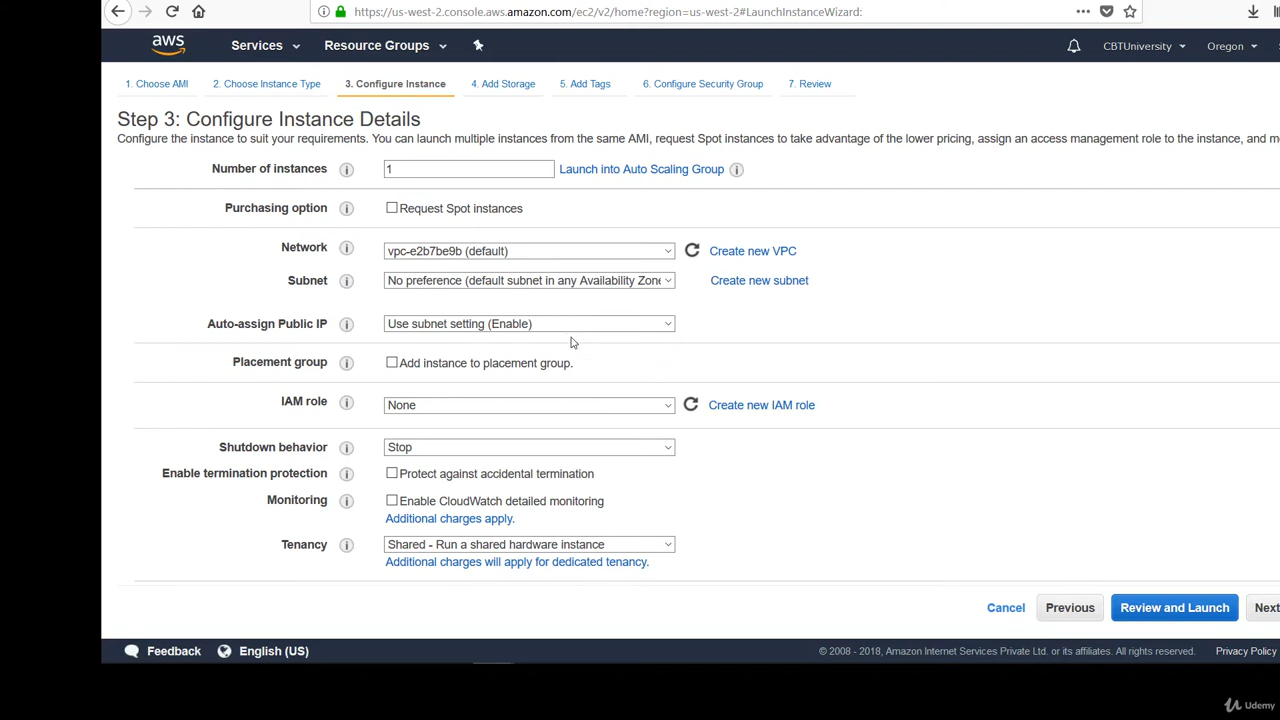 https://us-west-2.console.aws.amazon.com/ec2/v2/home?region=us-west-2#LaunchInstanceWizard:
aws Services Resource Groups CBTUniversity Oregon
1. Choose AMI 2. Choose Instance Type 3. Configure Instance 4. Add Storage 5. Add Tags 6. Configure Security Group 7. Review
Step 3: Configure Instance Details
Configure the instance to suit your requirements. You can launch multiple instances from the same AMI, request Spot instances to take advantage of the lower pricing, assign an access management role to the instance, and
Number of instances 1 Launch into Auto Scaling Group
Purchasing option Request Spot instances
Network vpc-e2b7be9b (default) Create new VPC
Subnet No preference (default subnet in any Availability Zone Create new subnet
Auto-assign Public IP Use subnet setting (Enable)
Placement group Add instance to placement group.
IAM role None Create new IAM role
Shutdown behavior Stop
Enable termination protection Protect against accidental termination
Monitoring Enable CloudWatch detailed monitoring
Additional charges apply.
Tenancy Shared - Run a shared hardware instance
Additional charges will apply for dedicated tenancy.
Cancel Previous Review and Launch Next
Feedback English (US) © 2008 - 2018, Amazon Internet Services Private Ltd. or its affiliates. All rights reserved. Privacy Policy
Udemy